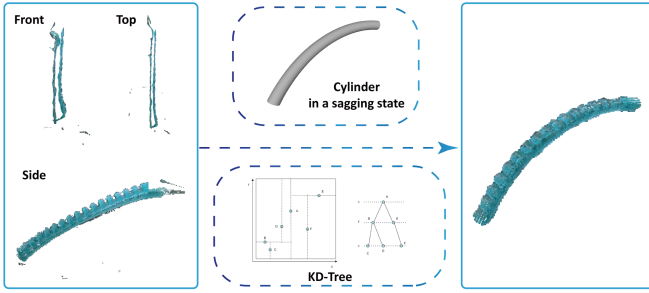 Front
Top
Side
Cylinder
in a sagging state
KD-Tree